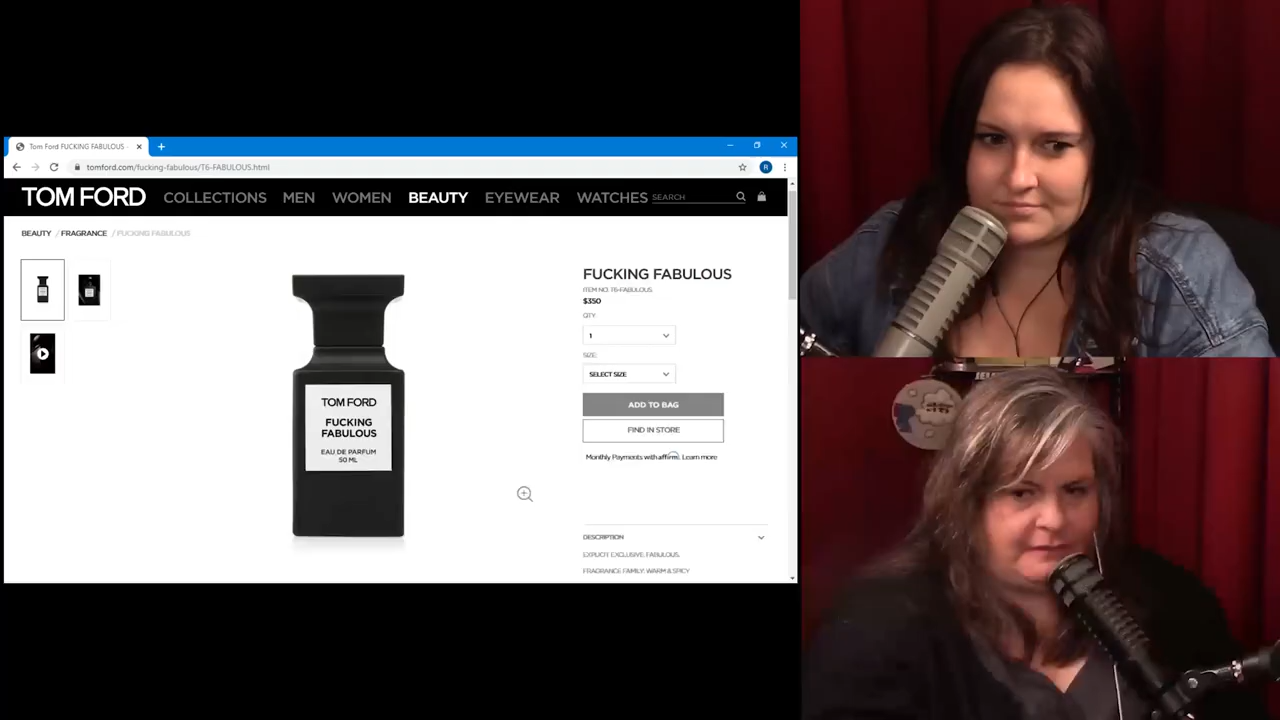 Tom Ford FUCKING FABULOUS -
tomford.com/fucking-fabulous/T6-FABULOUS.html
R
TOM FORD COLLECTIONS MEN WOMEN BEAUTY EYEWEAR WATCHES SEARCH
BEAUTY / FRAGRANCE / FUCKING FABULOUS
FUCKING FABULOUS
ITEM NO. T6-FABULOUS
$350
QTY:
1
SIZE:
SELECT SIZE
ADD TO BAG
FIND IN STORE
Monthly Payments with affirm. Learn more
TOM FORD
FUCKING
FABULOUS
EAU DE PARFUM
50 ML
DESCRIPTION
EXPLICIT. EXCLUSIVE. FABULOUS.
FRAGRANCE FAMILY: WARM & SPICY